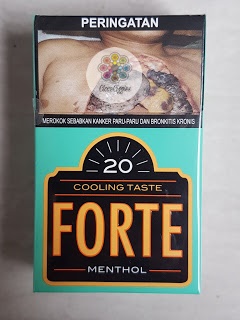 PERINGATAN
MEROKOK SEBABKAN KANKER PARU-PARU DAN BRONKITIS KRONIS
20
COOLING TASTE
FORTE
MENTHOL